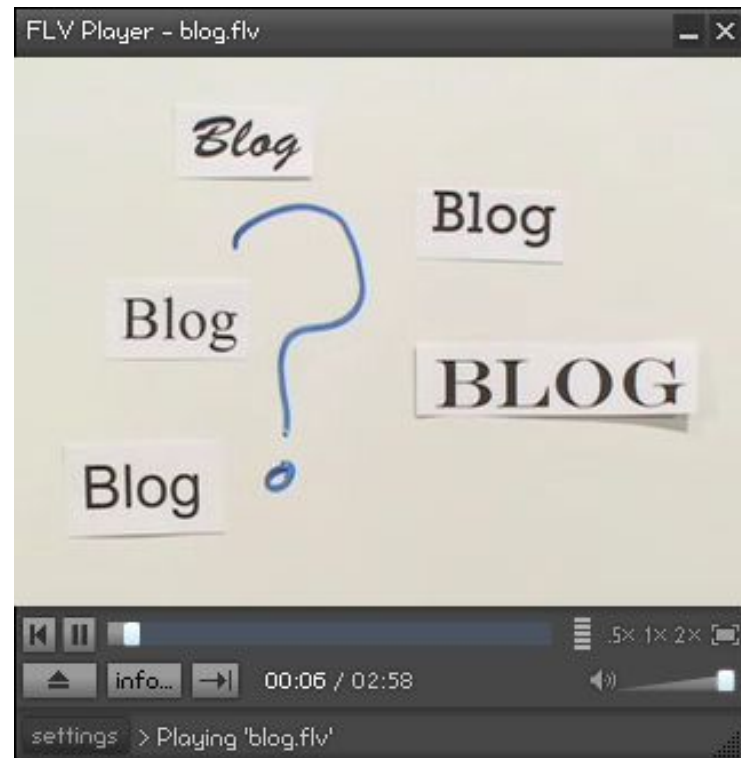 FLV Player - blog.flv
Blog
Blog
Blog
BLOG
Blog
?
.5× 1× 2×
info... 00:06 / 02:58
settings > Playing 'blog.flv'